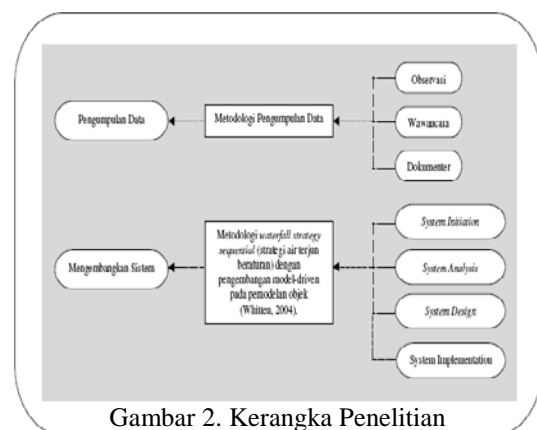 Observasi
Pengumpulan Data
Metodologi Pengumpulan Data
Wawancara
Dokumenter
Mengembangkan Sistem
Metodologi waterfall strategy
sequential (strategi air terjun
beraturan) dengan
pengembangan model-driven
pada pemodelan objek
(Whitten, 2004).
System Initiation
System Analysis
System Design
System Implementation
Gambar 2. Kerangka Penelitian